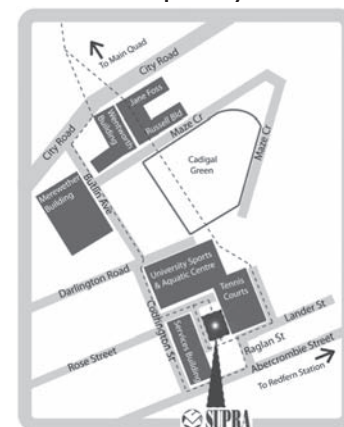 To Main Quad
City Road
Jane Foss
Russell Bld
Wentworth
Building
Maze Cr
City Road
Butlin Ave
Cadigal
Green
Maze Cr
Merewether
Building
University Sports
& Aquatic Centre
Darlington Road
Tennis
Courts
Codrington St
Lander St
Services Building
Raglan St
Rose Street
Abercrombie Street
To Redfern Station
SUPRA